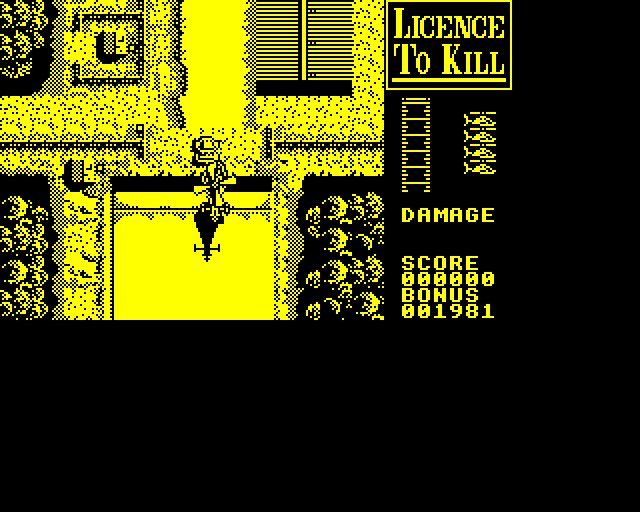 LICENCE
TO KILL
DAMAGE
SCORE
000000
BONUS
001981